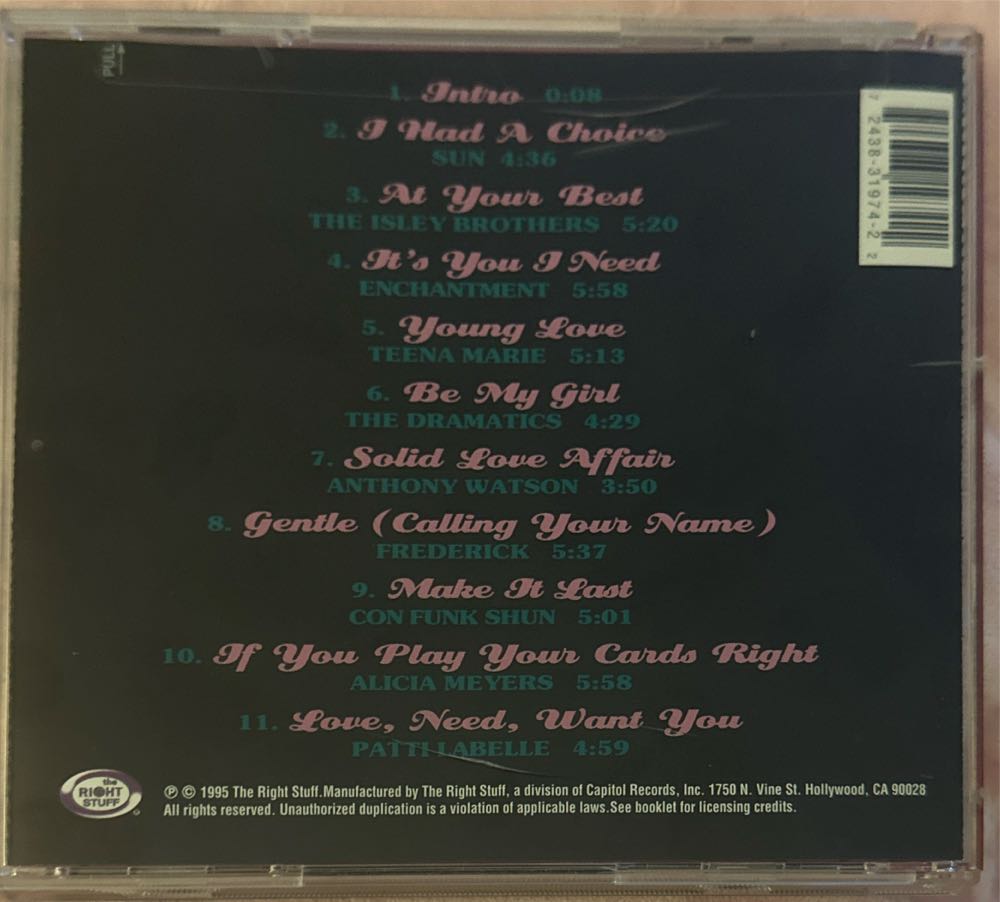 PULL
1. Intro 0:08
2. I Had A Choice
SUN 4:36
3. At Your Best
THE ISLEY BROTHERS 5:20
4. It's You I Need
ENCHANTMENT 5:58
5. Young Love
TEENA MARIE 5:13
6. Be My Girl
THE DRAMATICS 4:29
7. Solid Love Affair
ANTHONY WATSON 3:50
8. Gentle (Calling Your Name)
FREDERICK 5:37
9. Make It Last
CON FUNK SHUN 5:01
10. If You Play Your Cards Right
ALICIA MEYERS 5:58
11. Love, Need, Want You
PATTI LABELLE 4:59
7 2438-31974-2 2
the
RIGHT
STUFF
℗ © 1995 The Right Stuff.Manufactured by The Right Stuff, a division of Capitol Records, Inc. 1750 N. Vine St. Hollywood, CA 90028
All rights reserved. Unauthorized duplication is a violation of applicable laws.See booklet for licensing credits.